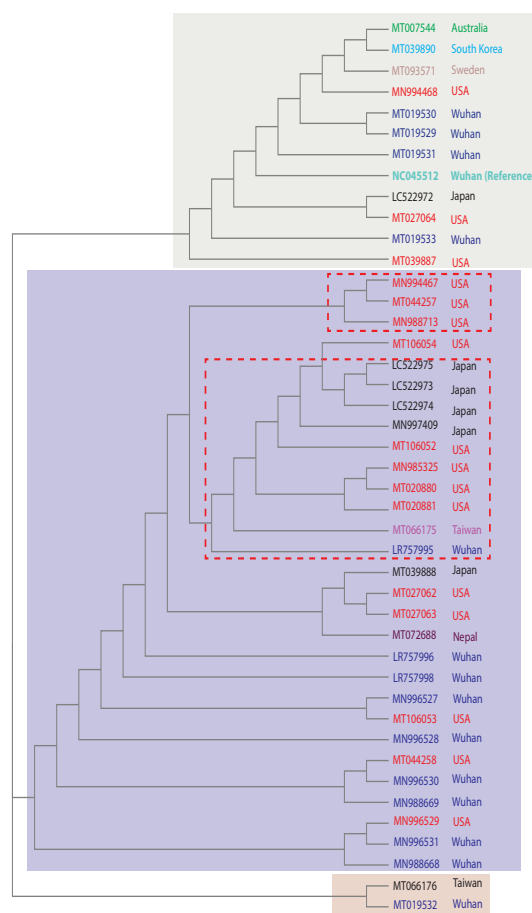 MT007544 Australia
MT039890 South Korea
MT093571 Sweden
MN994468 USA
MT019530 Wuhan
MT019529 Wuhan
MT019531 Wuhan
NC045512 Wuhan (Reference
LC522972 Japan
MT027064 USA
MT019533 Wuhan
MT039887 USA
MN994467 USA
MT044257 USA
MN988713 USA
MT106054 USA
LC522975 Japan
LC522973 Japan
LC522974 Japan
MN997409 Japan
MT106052 USA
MN985325 USA
MT020880 USA
MT020881 USA
MT066175 Taiwan
LR757995 Wuhan
MT039888 Japan
MT027062 USA
MT027063 USA
MT072688 Nepal
LR757996 Wuhan
LR757998 Wuhan
MN996527 Wuhan
MT106053 USA
MN996528 Wuhan
MT044258 USA
MN996530 Wuhan
MN988669 Wuhan
MN996529 USA
MN996531 Wuhan
MN988668 Wuhan
MT066176 Taiwan
MT019532 Wuhan